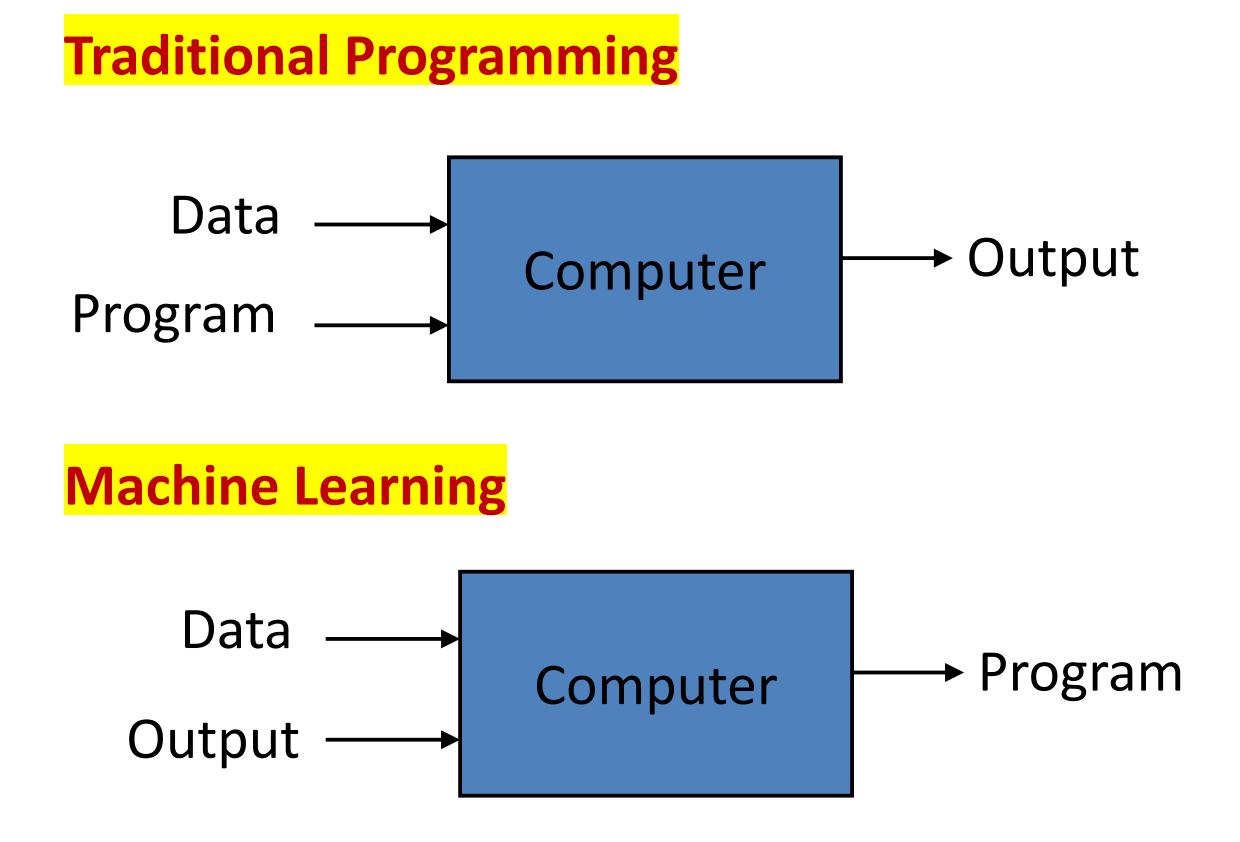 Traditional Programming
Data
Program
Computer
Output
Machine Learning
Data
Output
Computer
Program